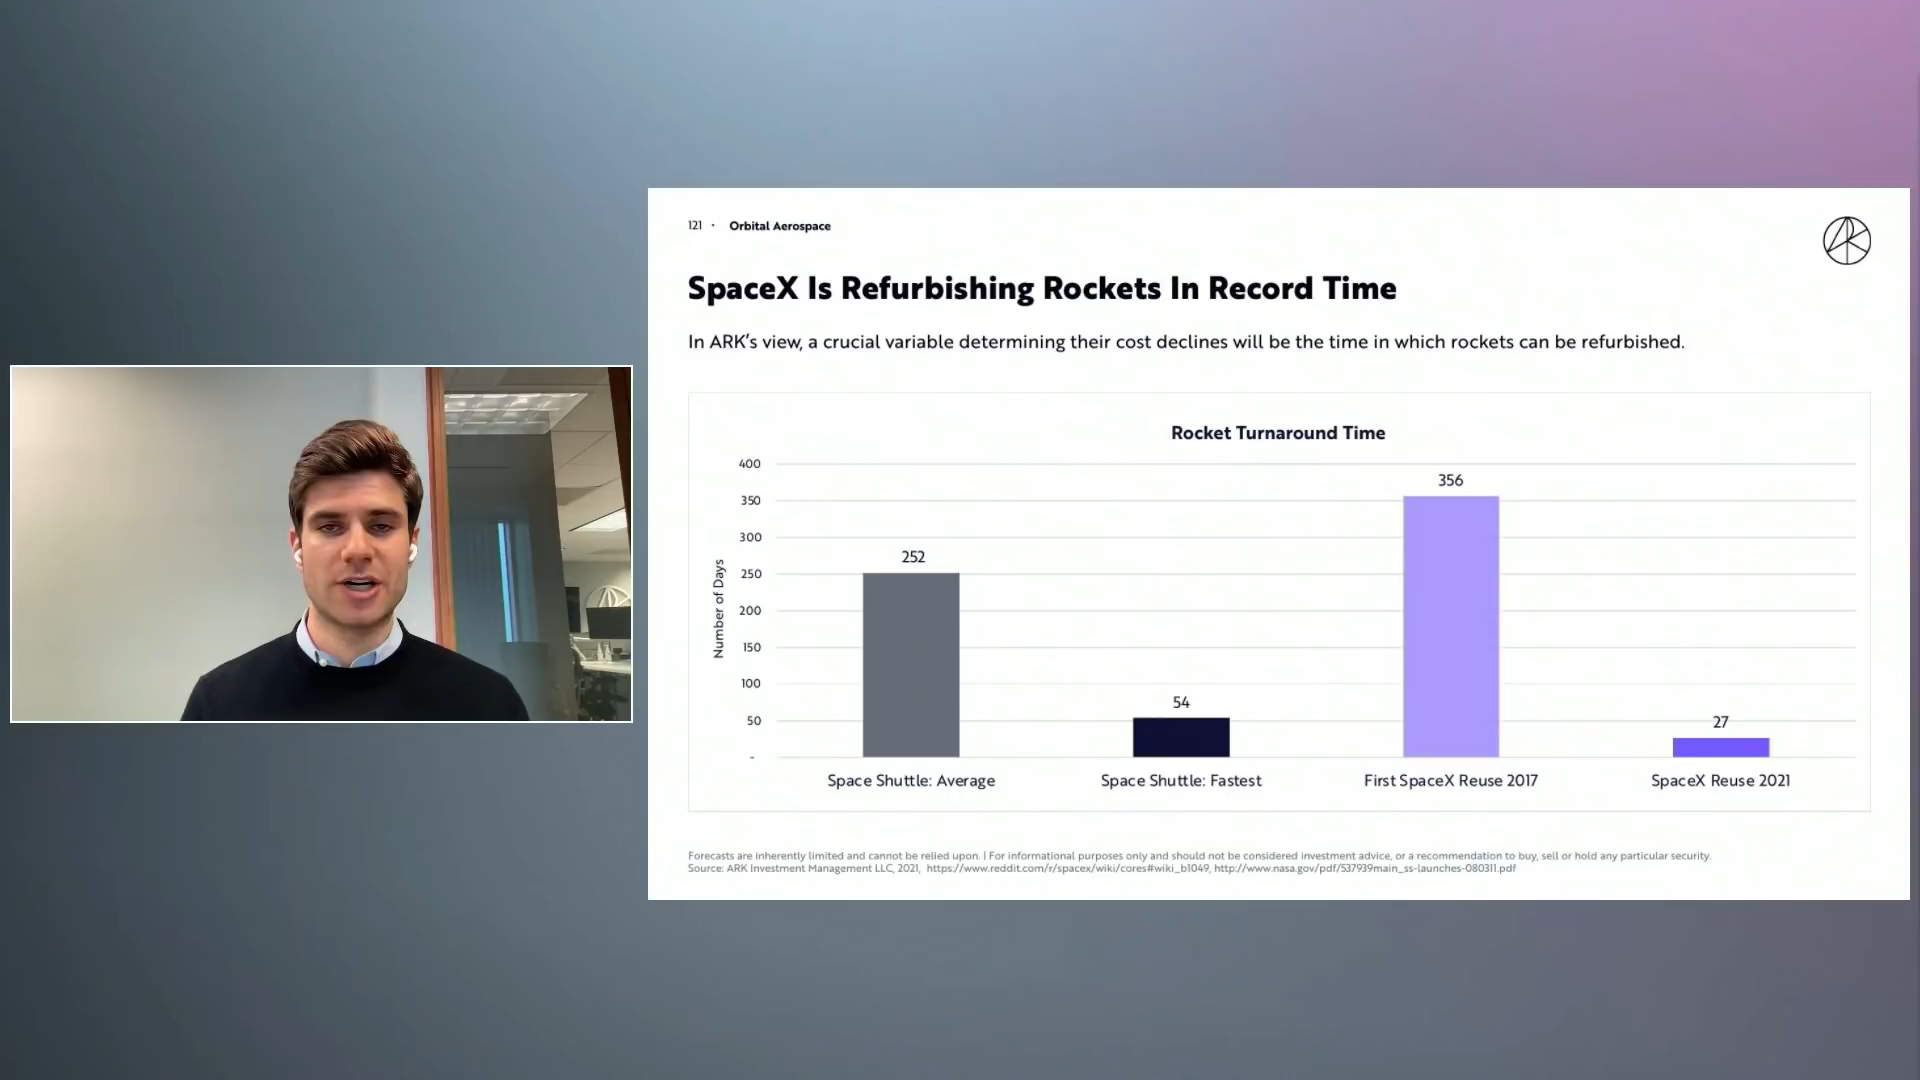 121 · Orbital Aerospace
SpaceX Is Refurbishing Rockets In Record Time
In ARK's view, a crucial variable determining their cost declines will be the time in which rockets can be refurbished.
Rocket Turnaround Time
Number of Days
400
350
300
250
200
150
100
50
-
252
54
356
27
Space Shuttle: Average
Space Shuttle: Fastest
First SpaceX Reuse 2017
SpaceX Reuse 2021
Forecasts are inherently limited and cannot be relied upon. | For informational purposes only and should not be considered investment advice, or a recommendation to buy, sell or hold any particular security.
Source: ARK Investment Management LLC, 2021, https://www.reddit.com/r/spacex/wiki/cores#wiki_b1049, http://www.nasa.gov/pdf/537939main_ss-launches-080311.pdf